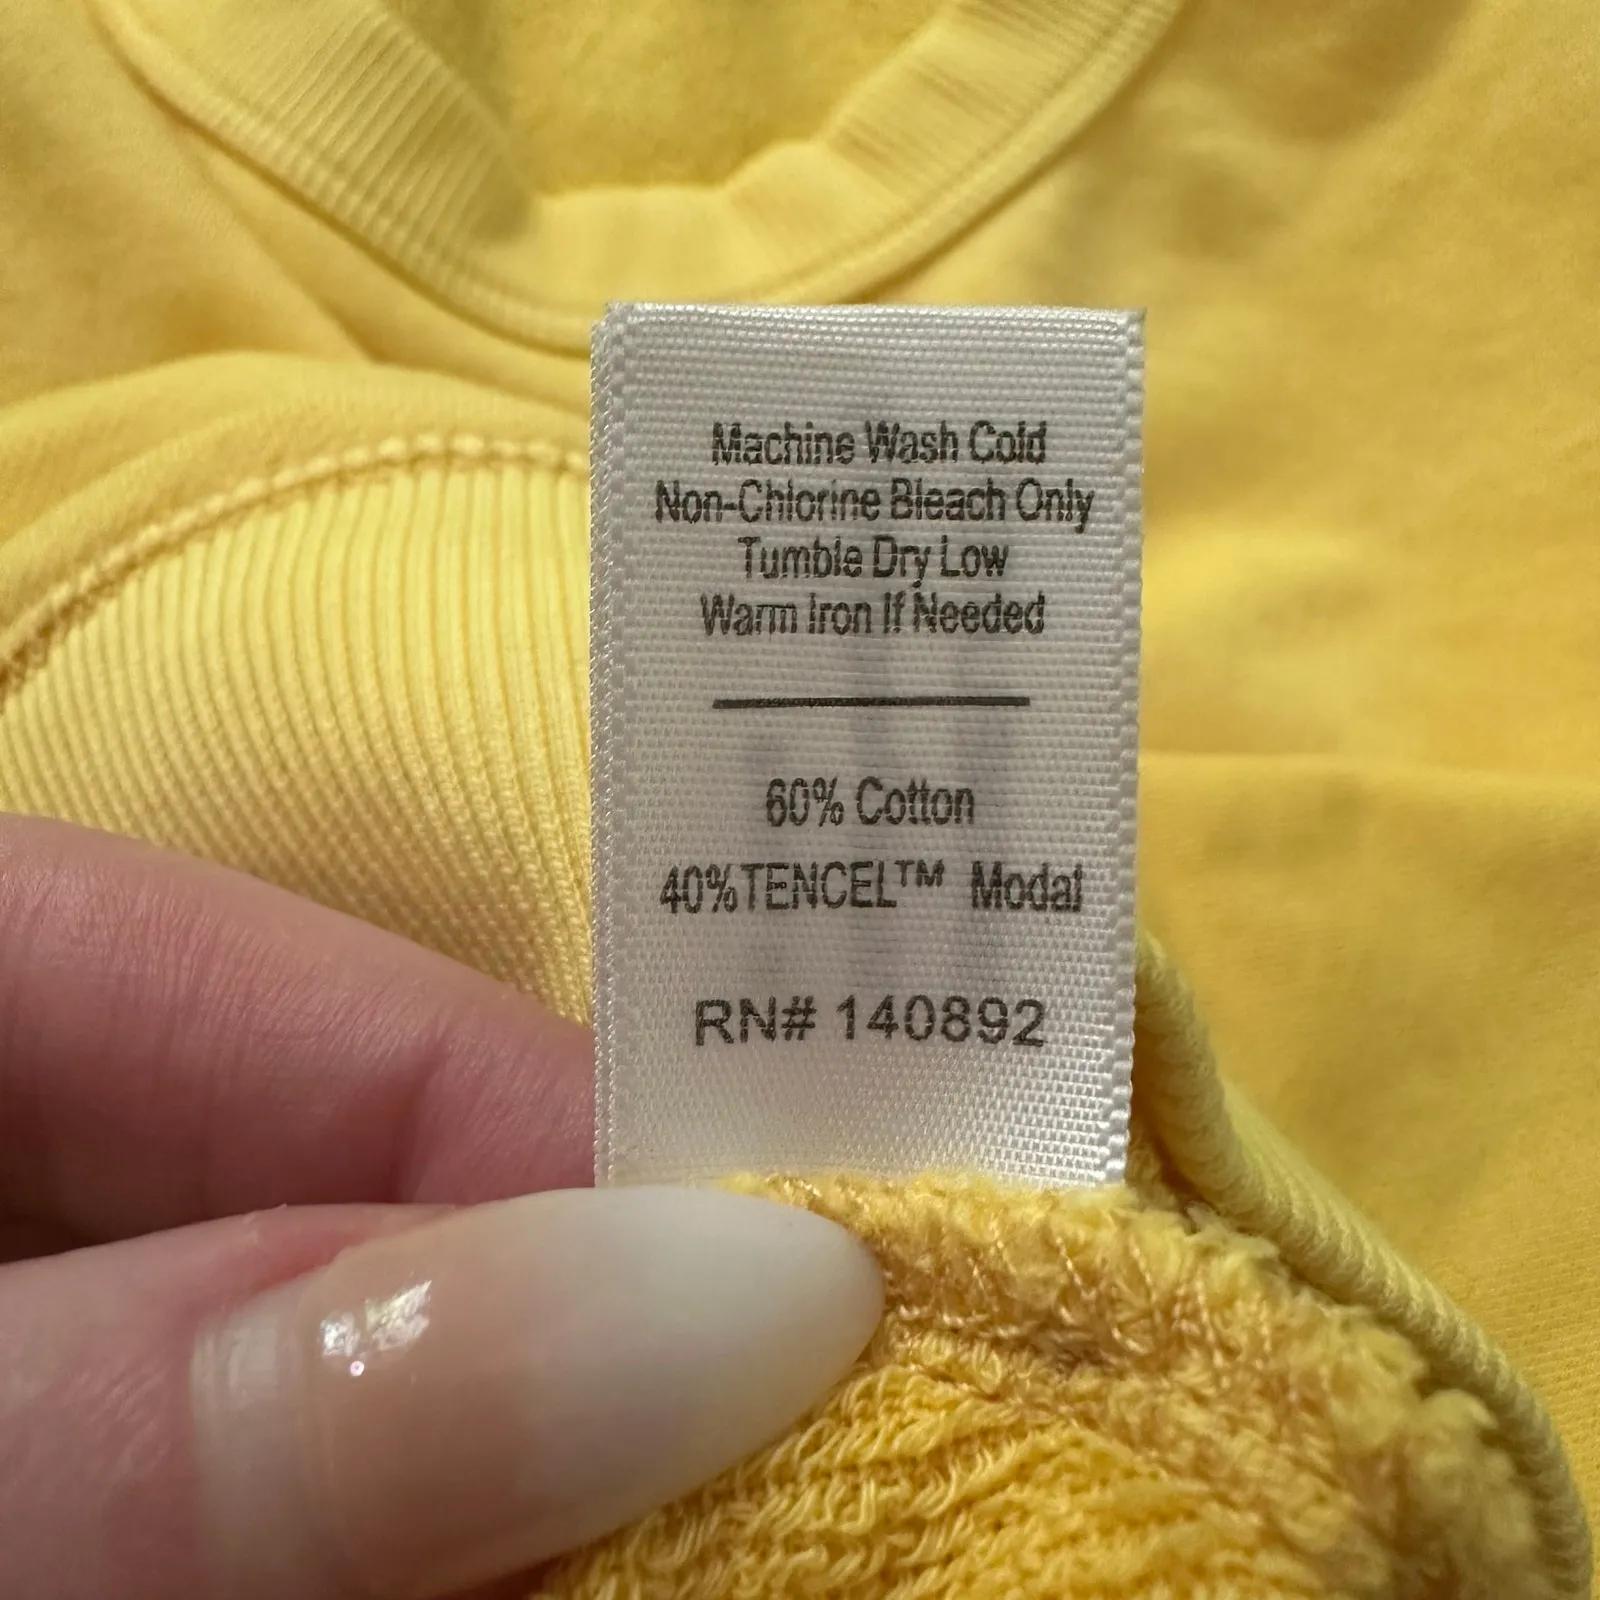 Machine Wash Cold
Non-Chlorine Bleach Only
Tumble Dry Low
Warm Iron If Needed
60% Cotton
40%TENCEL™ Modal
RN# 140892